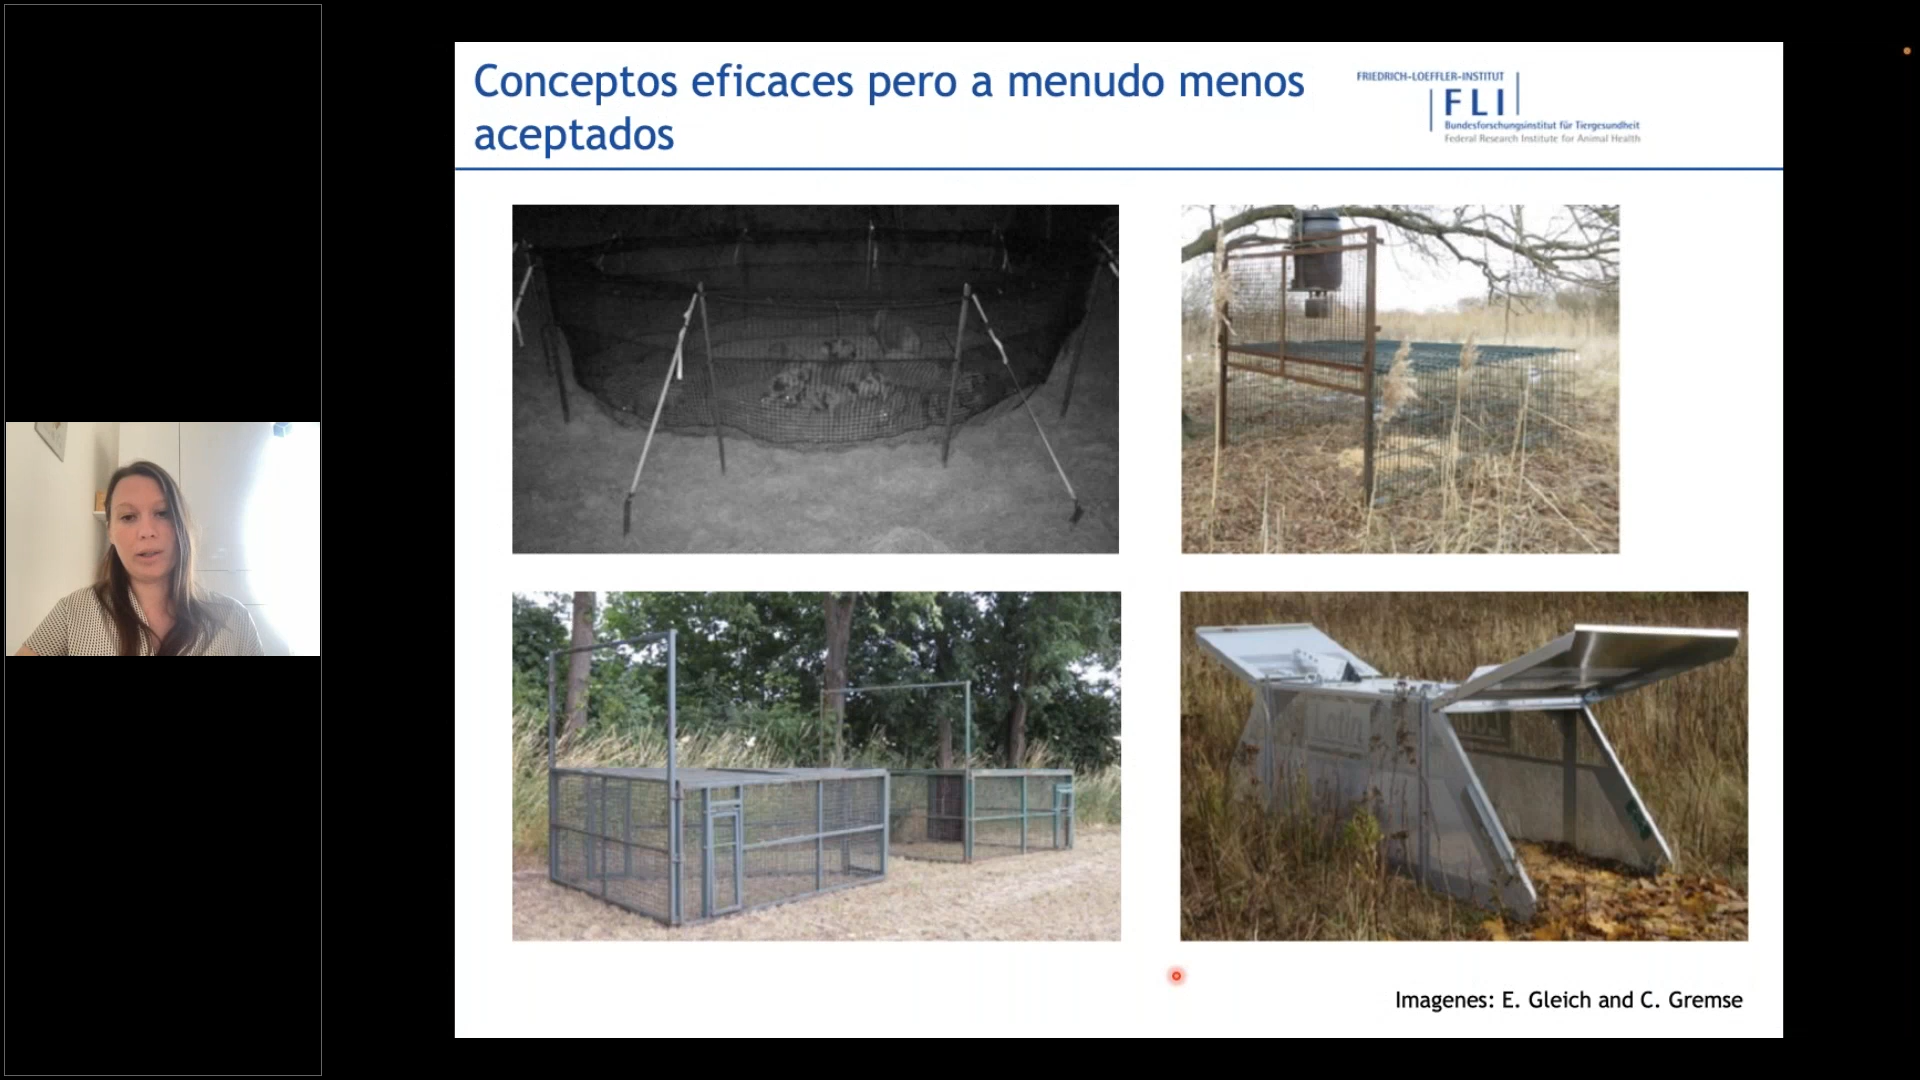 Conceptos eficaces pero a menudo menos
aceptados
FRIEDRICH-LOEFFLER-INSTITUT
FLI
Bundesforschungsinstitut für Tiergesundheit
Federal Research Institute for Animal Health
Imagenes: E. Gleich and C. Gremse